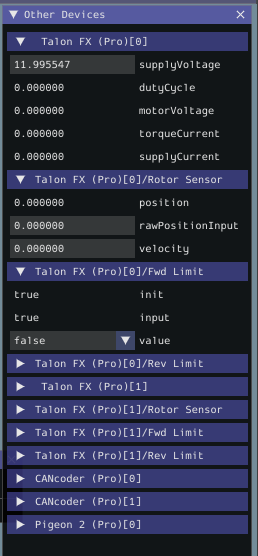 Other Devices
Talon FX (Pro)[0]
11.995547 supplyVoltage
0.000000 dutyCycle
0.000000 motorVoltage
0.000000 torqueCurrent
0.000000 supplyCurrent
Talon FX (Pro)[0]/Rotor Sensor
0.000000 position
0.000000 rawPositionInput
0.000000 velocity
Talon FX (Pro)[0]/Fwd Limit
true init
true input
false value
Talon FX (Pro)[0]/Rev Limit
Talon FX (Pro)[1]
Talon FX (Pro)[1]/Rotor Sensor
Talon FX (Pro)[1]/Fwd Limit
Talon FX (Pro)[1]/Rev Limit
CANcoder (Pro)[0]
CANcoder (Pro)[1]
Pigeon 2 (Pro)[0]